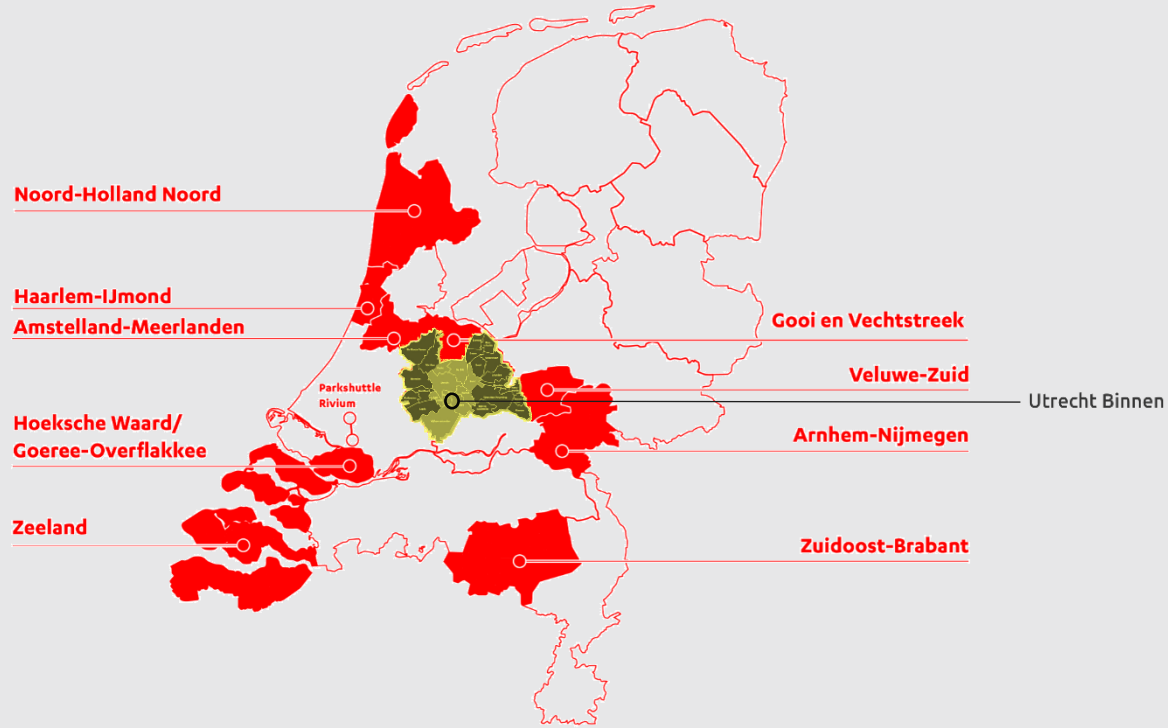 Noord-Holland Noord
Haarlem-IJmond
Amstelland-Meerlanden
Gooi en Vechtstreek
Veluwe-Zuid
Parkshuttle
Rivium
Utrecht Binnen
Hoeksche Waard/
Goeree-Overflakkee
Arnhem-Nijmegen
Zeeland
Zuidoost-Brabant